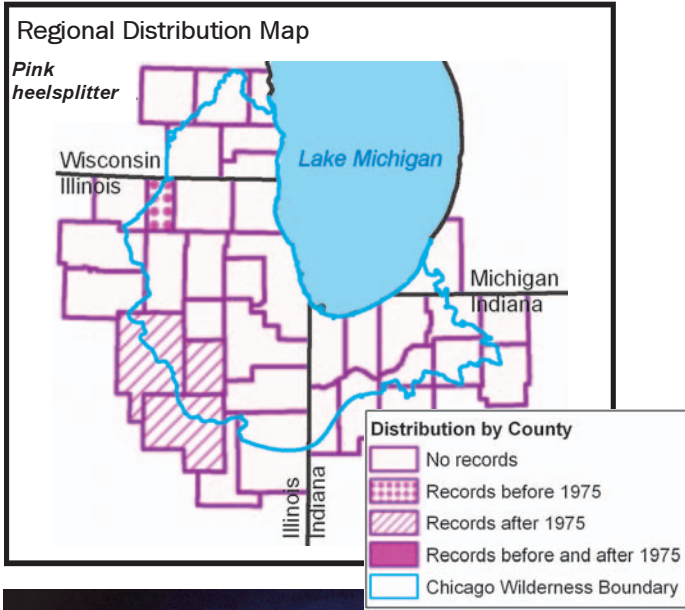 Regional Distribution Map
Pink
heelsplitter
Wisconsin
Illinois
Lake Michigan
Michigan
Indiana
Illinois
Indiana
Distribution by County
No records
Records before 1975
Records after 1975
Records before and after 1975
Chicago Wilderness Boundary